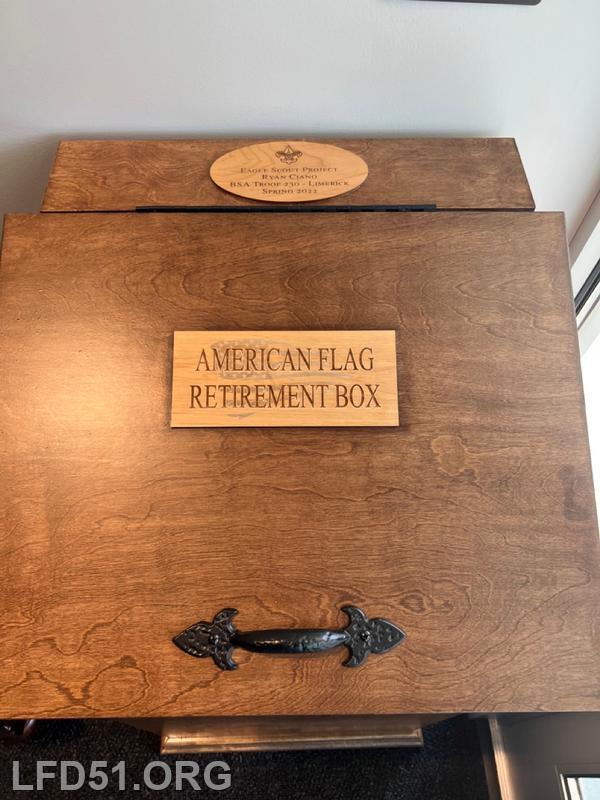 Eagle Scout Project
Ryan Ciano
BSA Troop 230 - Limerick
Spring 2022
AMERICAN FLAG
RETIREMENT BOX
LFD51.ORG